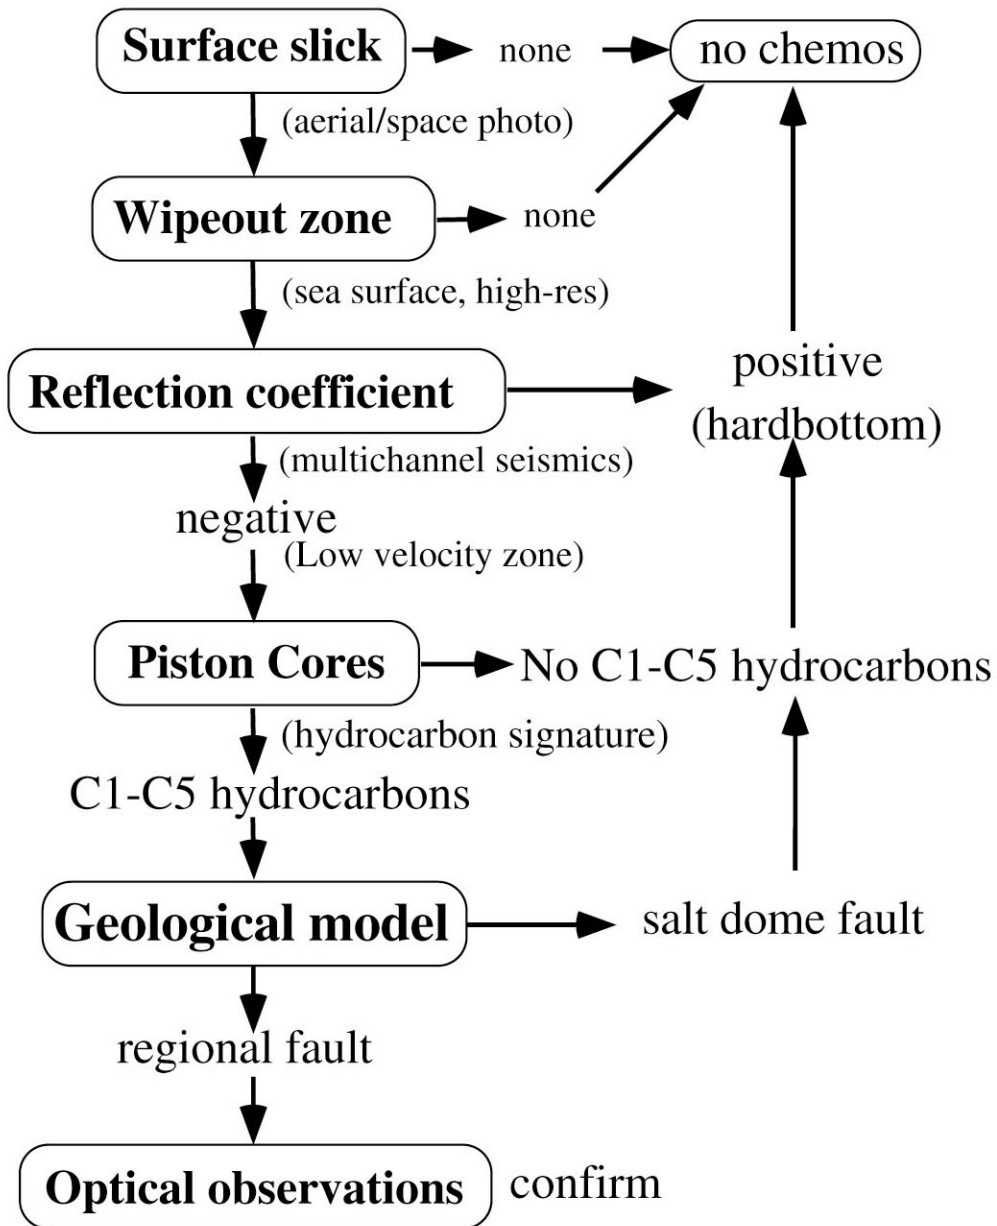 Surface slick
none
no chemos
(aerial/space photo)
Wipeout zone
none
(sea surface, high-res)
positive
(hardbottom)
Reflection coefficient
(multichannel seismics)
negative
(Low velocity zone)
Piston Cores
No C1-C5 hydrocarbons
(hydrocarbon signature)
C1-C5 hydrocarbons
Geological model
salt dome fault
regional fault
Optical observations
confirm